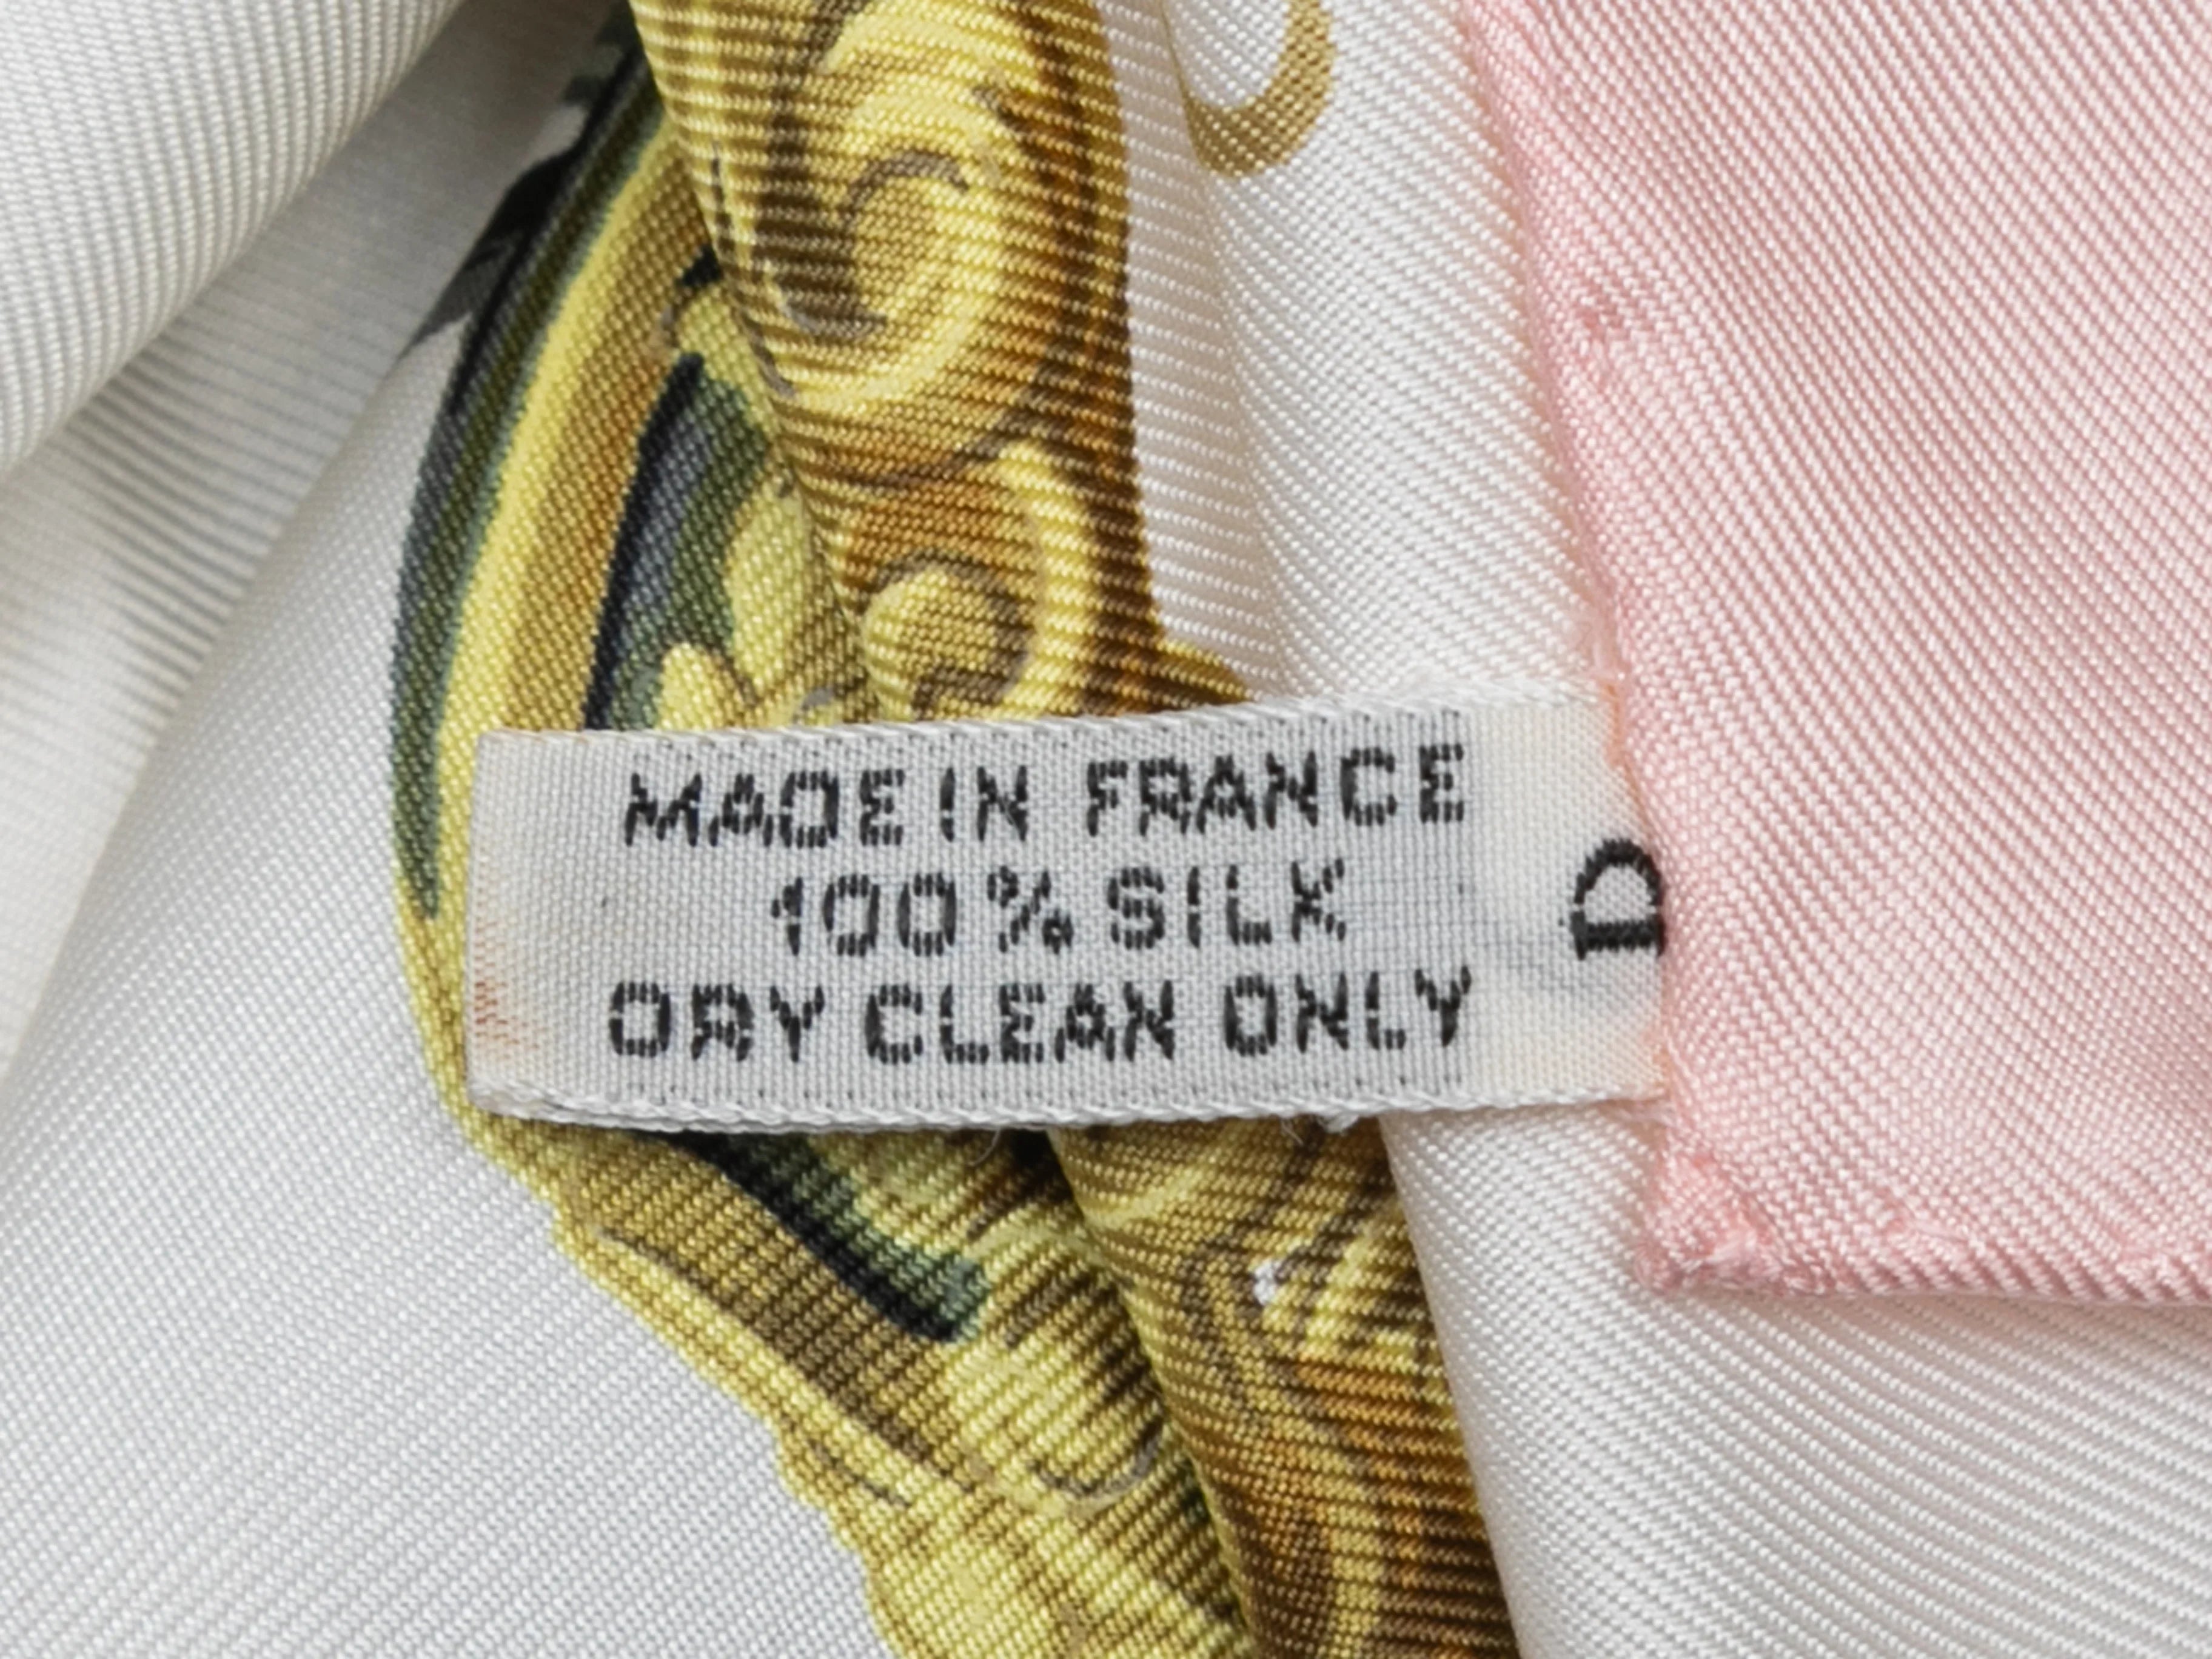 MADE IN FRANCE
100% SILK
DRY CLEAN ONLY
D